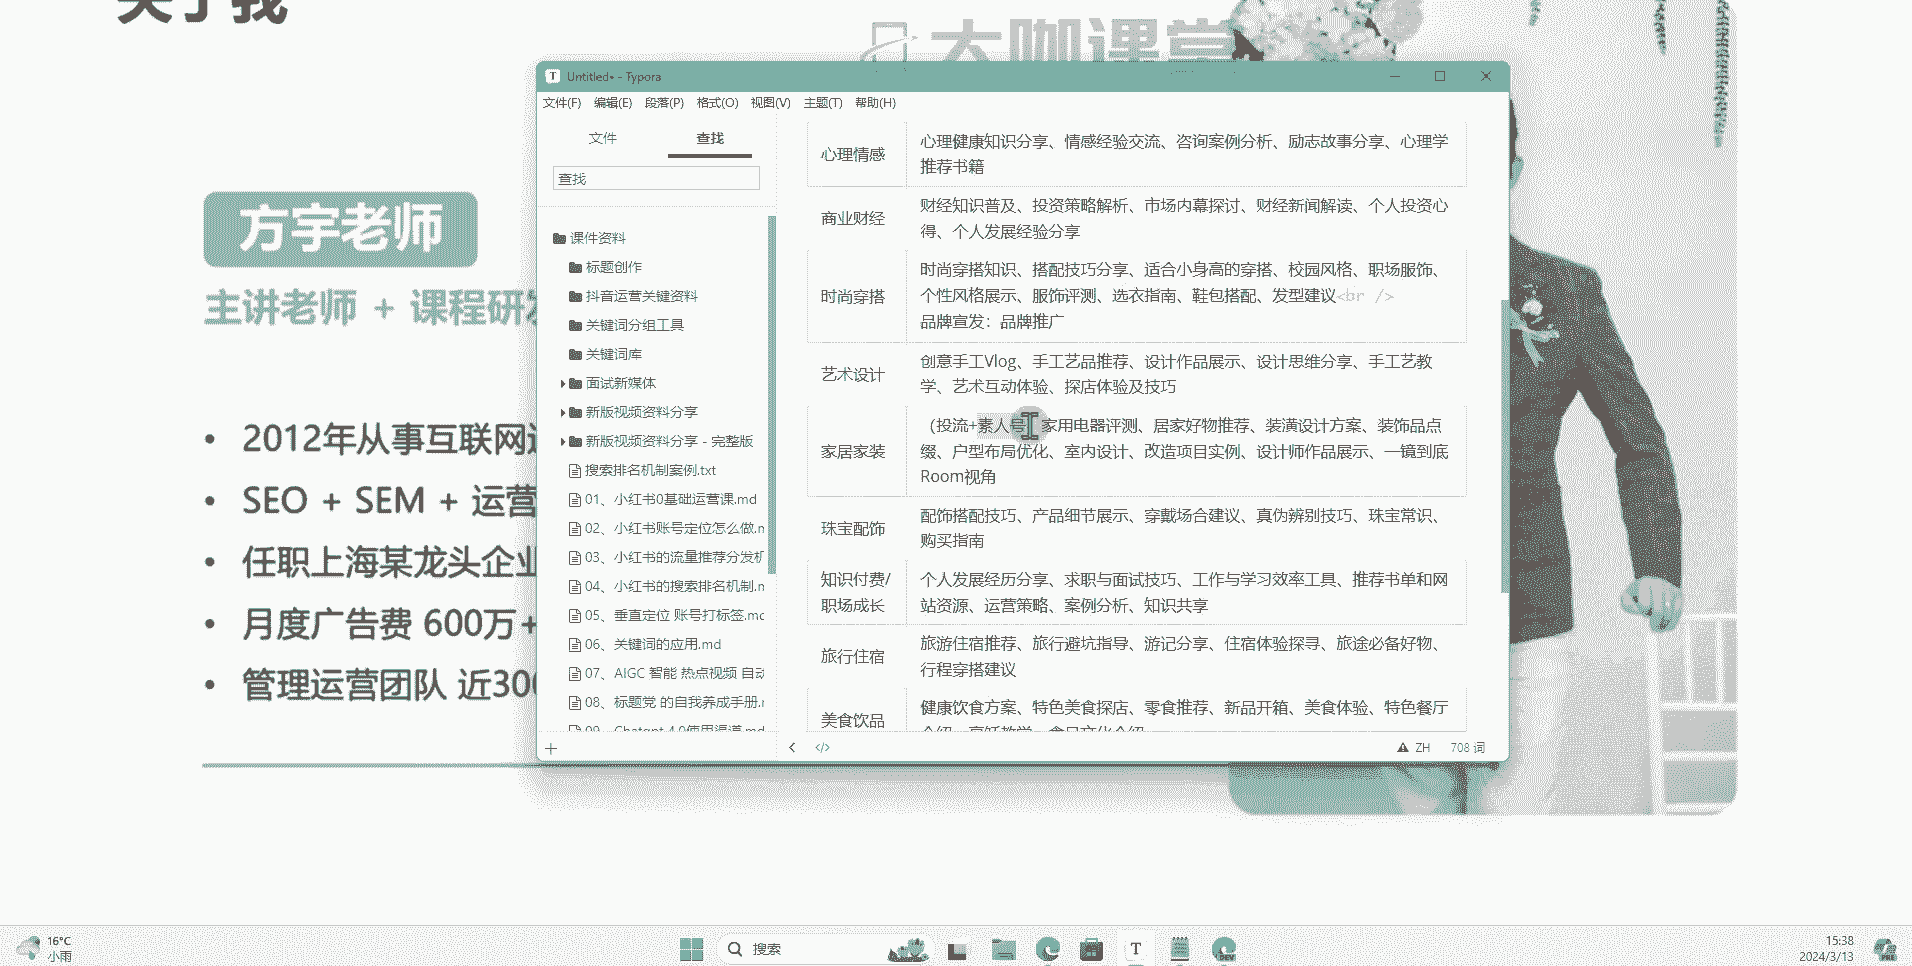 关于我
大咖课堂
方宇老师
主讲老师 + 课程研发
2012年从事互联网
SEO + SEM + 运营
任职上海某龙头企业
月度广告费 600万+
管理运营团队 近300
Untitled• - Typora
文件(F) 编辑(E) 段落(P) 格式(O) 视图(V) 主题(T) 帮助(H)
文件 查找
查找
课件资料
标题创作
抖音运营关键资料
关键词分组工具
关键词库
面试新媒体
新版视频资料分享
新版视频资料分享 - 完整版
搜索排名机制案例.txt
01、小红书0基础运营课.md
02、小红书账号定位怎么做.m
03、小红书的流量推荐分发机
04、小红书的搜索排名机制.m
05、垂直定位 账号打标签.md
06、关键词的应用.md
07、AIGC 智能 热点视频 自动
08、标题党 的自我养成手册.m
09、Chatgpt 4.0使用渠道.md
心理情感
心理健康知识分享、情感经验交流、咨询案例分析、励志故事分享、心理学
推荐书籍
商业财经
财经知识普及、投资策略解析、市场内幕探讨、财经新闻解读、个人投资心
得、个人发展经验分享
时尚穿搭
时尚穿搭知识、搭配技巧分享、适合小身高的穿搭、校园风格、职场服饰、
个性风格展示、服饰评测、选衣指南、鞋包搭配、发型建议<br />
品牌宣发：品牌推广
艺术设计
创意手工Vlog、手工艺品推荐、设计作品展示、设计思维分享、手工艺教
学、艺术互动体验、探店体验及技巧
家居家装
（投流+素人号）家用电器评测、居家好物推荐、装潢设计方案、装饰品点
缀、户型布局优化、室内设计、改造项目实例、设计师作品展示、一镜到底
Room视角
珠宝配饰
配饰搭配技巧、产品细节展示、穿戴场合建议、真伪辨别技巧、珠宝常识、
购买指南
知识付费/
职场成长
个人发展经历分享、求职与面试技巧、工作与学习效率工具、推荐书单和网
站资源、运营策略、案例分析、知识共享
旅行住宿
旅游住宿推荐、旅行避坑指导、游记分享、住宿体验探寻、旅途必备好物、
行程穿搭建议
美食饮品
健康饮食方案、特色美食探店、零食推荐、新品开箱、美食体验、特色餐厅
介绍、烹饪教学、食品文化介绍
ZH 708 词
16°C
小雨
搜索
15:38
2024/3/13